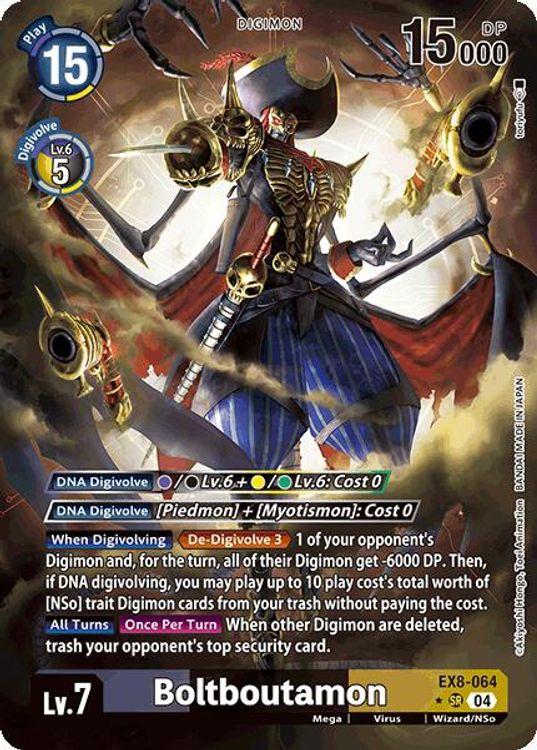 Play
DIGIMON
15
15000
DP
Digivolve
Lv.6
5
toriyufu
DNA Digivolve / Lv.6 + / Lv.6: Cost 0
DNA Digivolve [Piedmon] + [Myotismon]: Cost 0
When Digivolving De-Digivolve 3 1 of your opponent's
Digimon and, for the turn, all of their Digimon get -6000 DP. Then,
if DNA digivolving, you may play up to 10 play cost's total worth of
[NSo] trait Digimon cards from your trash without paying the cost.
All Turns Once Per Turn When other Digimon are deleted,
trash your opponent's top security card.
©Akiyoshi Hongo, Toei Animation BANDAI MADE IN JAPAN
Lv.7
Boltboutamon
EX8-064
SR 04
Mega Virus Wizard/NSo